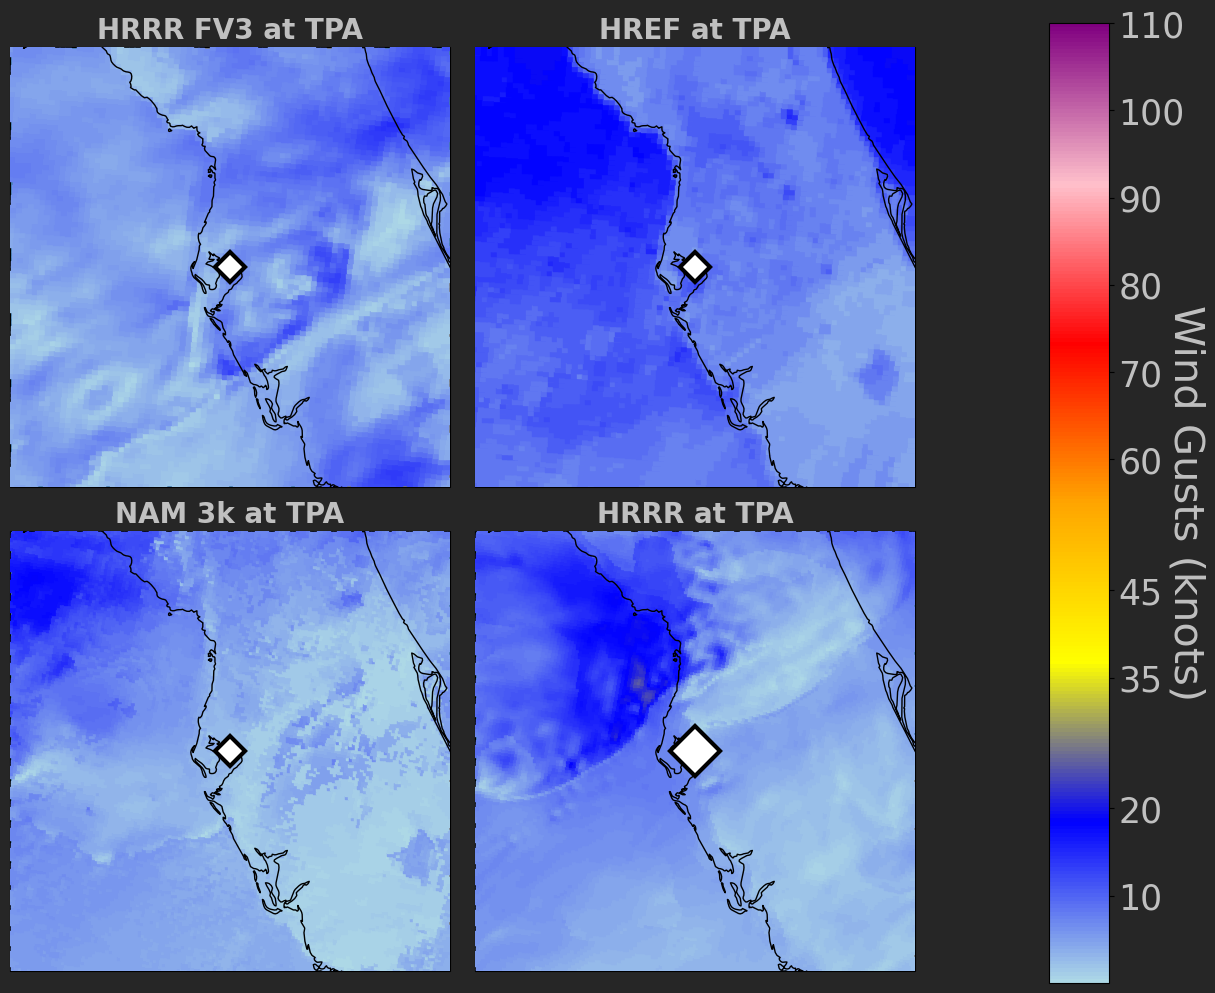 HRRR FV3 at TPA
HREF at TPA
NAM 3k at TPA
HRRR at TPA
110
100
90
80
70
60
45
35
20
10
Wind Gusts (knots)